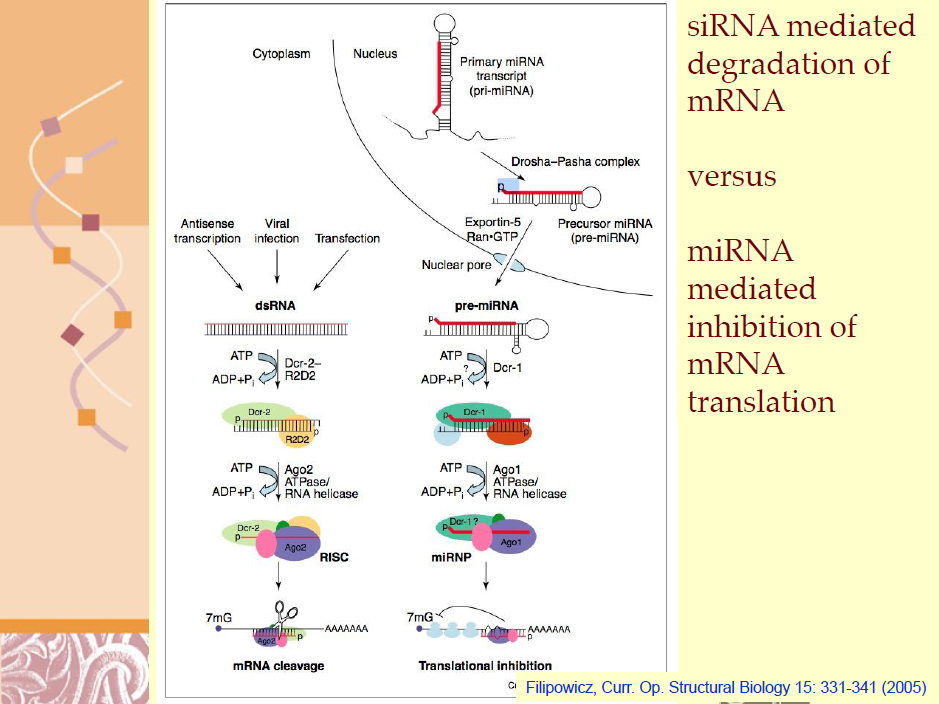 siRNA mediated
degradation of
mRNA
versus
miRNA
mediated
inhibition of
mRNA
translation
Cytoplasm
Nucleus
Primary miRNA
transcript
(pri-miRNA)
Drosha–Pasha complex
p
Exportin-5
Ran•GTP
Precursor miRNA
(pre-miRNA)
Nuclear pore
Antisense
transcription
Viral
infection
Transfection
dsRNA
ATP
ADP+Pi
Dcr-2–
R2D2
Dcr-2
p
p
R2D2
ATP
ADP+Pi
Ago2
ATPase/
RNA helicase
Dcr-2
p
Ago2
RISC
7mG
Ago2
p
AAAAAAA
mRNA cleavage
pre-miRNA
p
ATP
?
ADP+Pi
Dcr-1
Dcr-1
p
p
ATP
ADP+Pi
Ago1
ATPase/
RNA helicase
Dcr-1?
p
Ago1
miRNP
7mG
p
AAAAAAA
Translational inhibition
Filipowicz, Curr. Op. Structural Biology 15: 331-341 (2005)